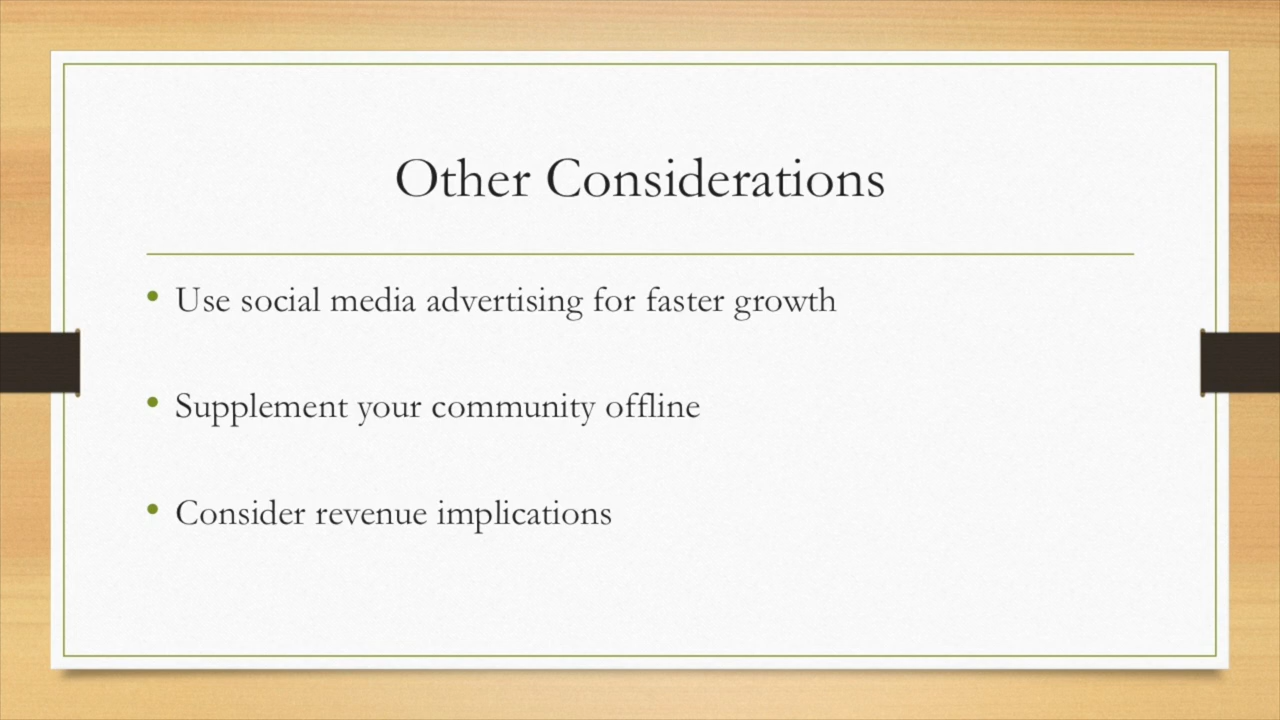 Other Considerations
• Use social media advertising for faster growth
• Supplement your community offline
• Consider revenue implications